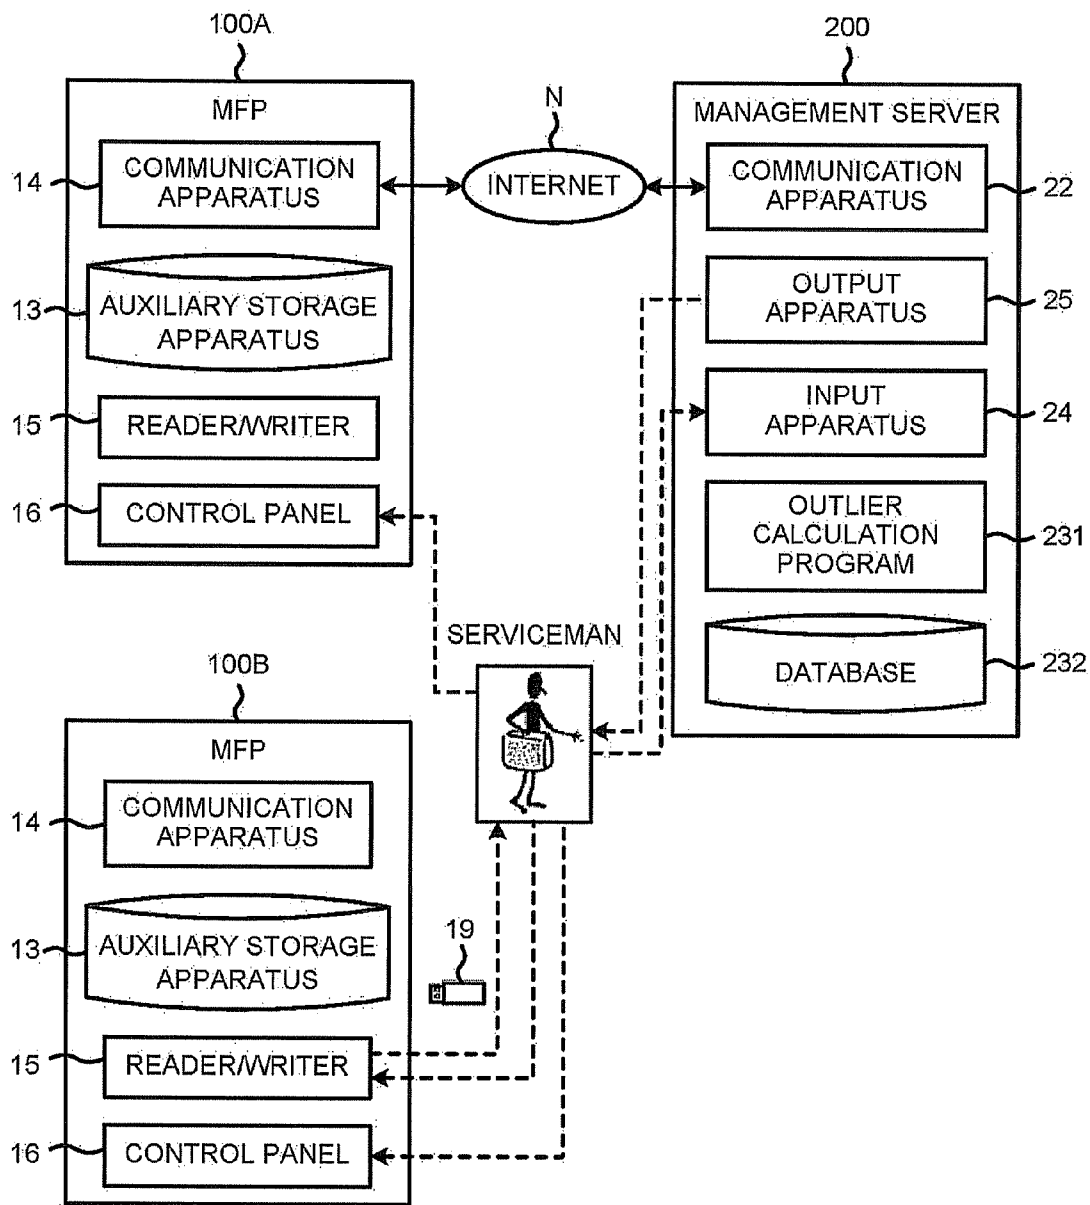 100A
MFP
14
COMMUNICATION
APPARATUS
13
AUXILIARY STORAGE
APPARATUS
15
READER/WRITER
16
CONTROL PANEL
N
INTERNET
200
MANAGEMENT SERVER
COMMUNICATION
APPARATUS
22
OUTPUT
APPARATUS
25
INPUT
APPARATUS
24
OUTLIER
CALCULATION
PROGRAM
231
DATABASE
232
SERVICEMAN
100B
MFP
14
COMMUNICATION
APPARATUS
13
AUXILIARY STORAGE
APPARATUS
19
15
READER/WRITER
16
CONTROL PANEL